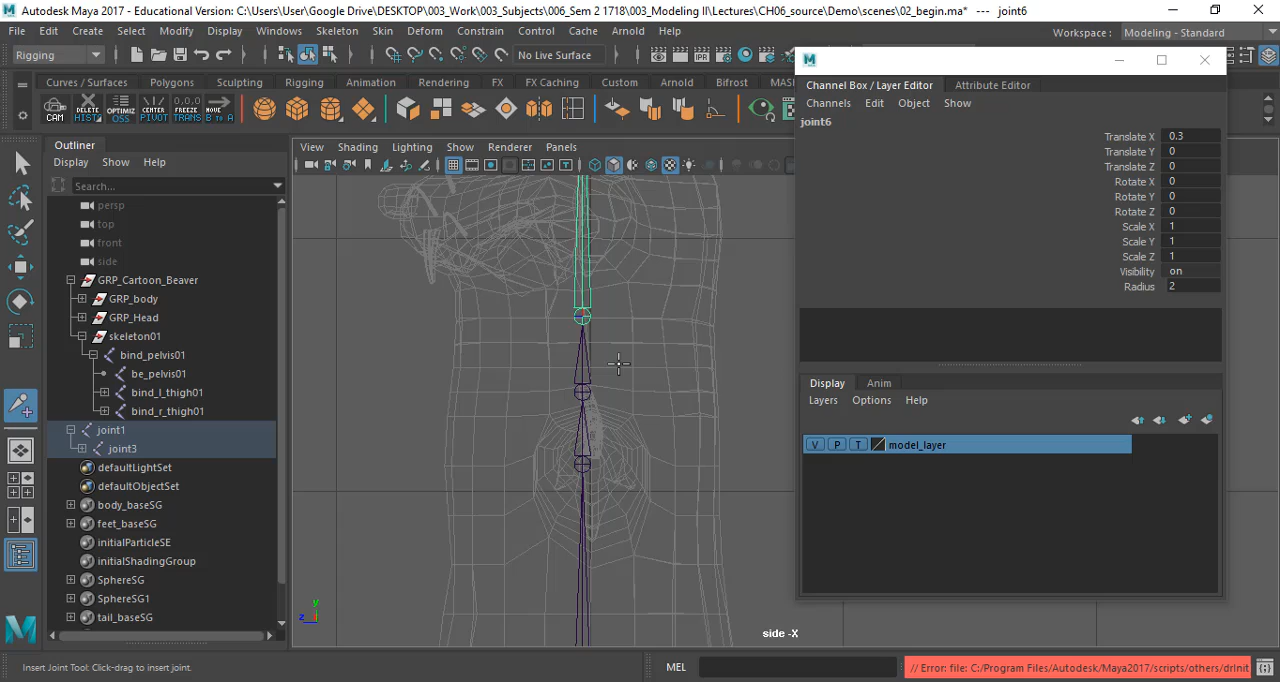 Autodesk Maya 2017 - Educational Version: C:\Users\User\Google Drive\DESKTOP\002_Work\003_Subjects\006_Sem 2 1718\003_Modeling II\Lectures\CH06_source\Demo\scenes\02_begin.ma* --- joint6
File Edit Create Select Modify Display Windows Skeleton Skin Deform Constrain Control Cache Arnold Help
Workspace : Modeling - Standard
Rigging
No Live Surface
IPR
Curves / Surfaces Polygons Sculpting Rigging Animation Rendering FX FX Caching Custom Arnold Bifrost MAS
CAM DELETE HIST OPTIMIZ OSS CENTER PIVOT 0,0,0 TRANS MOVE B to A
Outliner
Display Show Help
Search...
persp
top
front
side
GRP_Cartoon_Beaver
GRP_body
GRP_Head
skeleton01
bind_pelvis01
be_pelvis01
bind_l_thigh01
bind_r_thigh01
joint1
joint3
defaultLightSet
defaultObjectSet
body_baseSG
feet_baseSG
initialParticleSE
initialShadingGroup
SphereSG
SphereSG1
tail_baseSG
View Shading Lighting Show Renderer Panels
y
z
side -X
Channel Box / Layer Editor Attribute Editor
Channels Edit Object Show
joint6
Translate X 0.3
Translate Y 0
Translate Z 0
Rotate X 0
Rotate Y 0
Rotate Z 0
Scale X 1
Scale Y 1
Scale Z 1
Visibility on
Radius 2
Display Anim
Layers Options Help
V P T model_layer
Insert Joint Tool: Click-drag to insert joint.
MEL
// Error: file: C:/Program Files/Autodesk/Maya2017/scripts/others/drInit